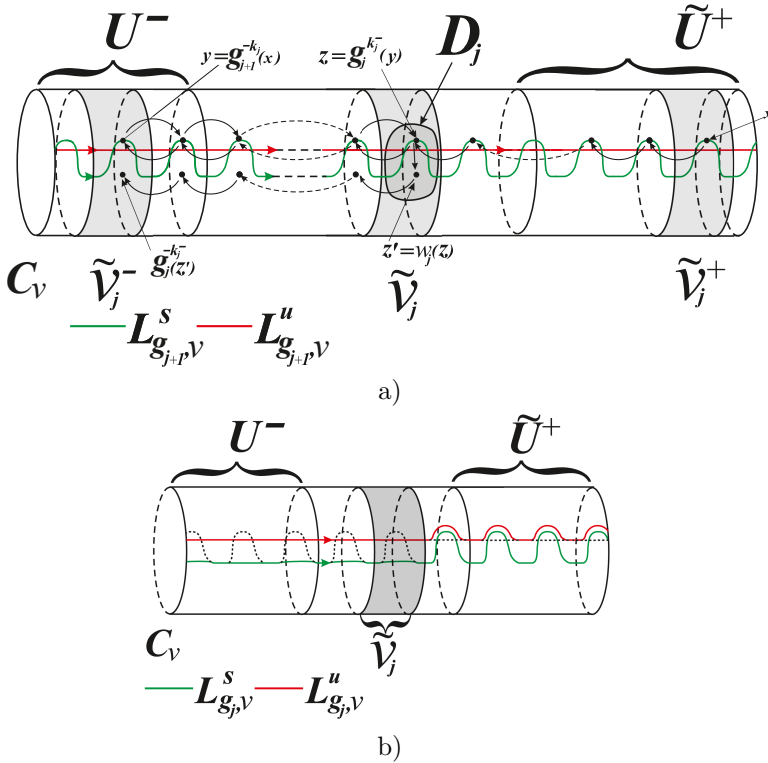 U⁻ D_j Ũ⁺
y=g_{j+1}^{-k_j}(x) z=g_j^{k_j^-}(y)
g_j^{-k_j^-}(z') z'=w_j(z)
C_v Ṽ_j⁻ Ṽ_j Ṽ_j⁺
L^s_{g_{j+1},v} L^u_{g_{j+1},v}
a)
U⁻ Ũ⁺
C_v Ṽ_j
L^s_{g_j,v} L^u_{g_j,v}
b)